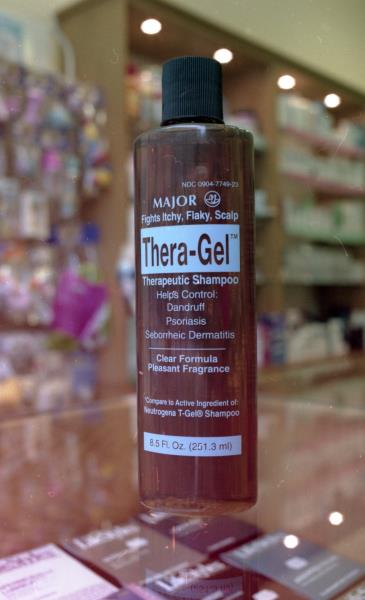 NDC 0904-7749-23
MAJOR
Fights Itchy, Flaky, Scalp
Thera-Gel™
Therapeutic Shampoo
Helps Control:
Dandruff
Psoriasis
Seborrheic Dermatitis
Clear Formula
Pleasant Fragrance
*Compare to Active Ingredient of:
Neutrogena T-Gel® Shampoo
8.5 Fl. Oz. (251.3 ml)